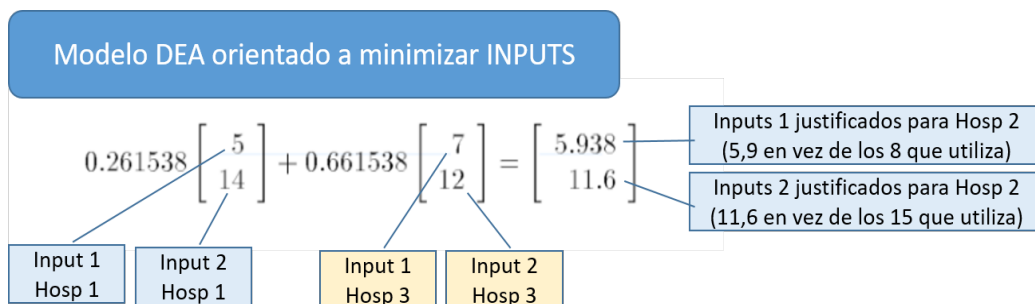 Modelo DEA orientado a minimizar INPUTS
0.261538 [ 5 14 ] + 0.661538 [ 7 12 ] = [ 5.938 11.6 ]
Inputs 1 justificados para Hosp 2
(5,9 en vez de los 8 que utiliza)
Inputs 2 justificados para Hosp 2
(11,6 en vez de los 15 que utiliza)
Input 1
Hosp 1
Input 2
Hosp 1
Input 1
Hosp 3
Input 2
Hosp 3